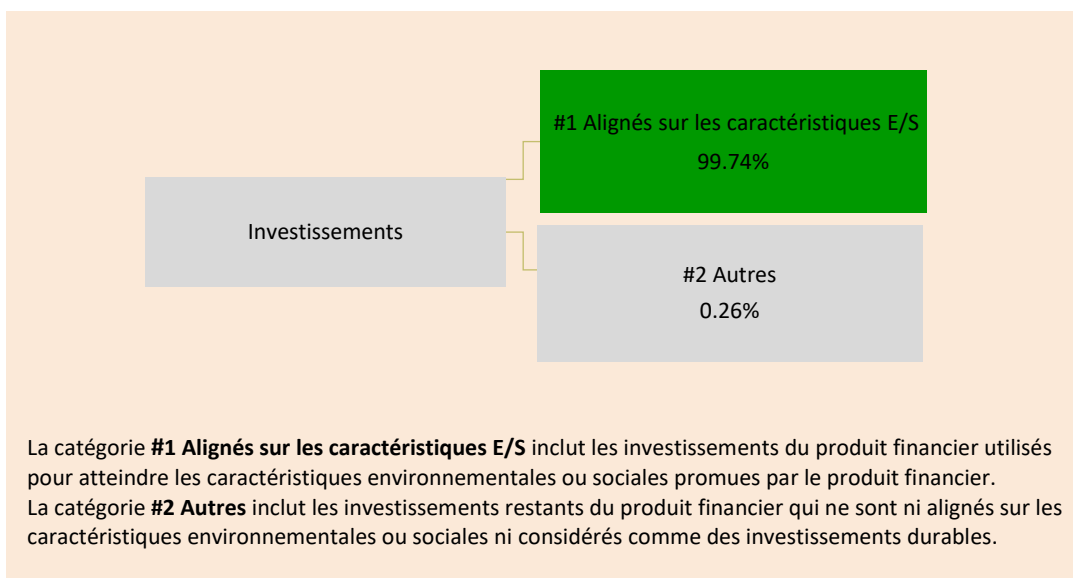 #1 Alignés sur les caractéristiques E/S
99.74%
Investissements
#2 Autres
0.26%
La catégorie #1 Alignés sur les caractéristiques E/S inclut les investissements du produit financier utilisés
pour atteindre les caractéristiques environnementales ou sociales promues par le produit financier.
La catégorie #2 Autres inclut les investissements restants du produit financier qui ne sont ni alignés sur les
caractéristiques environnementales ou sociales ni considérés comme des investissements durables.